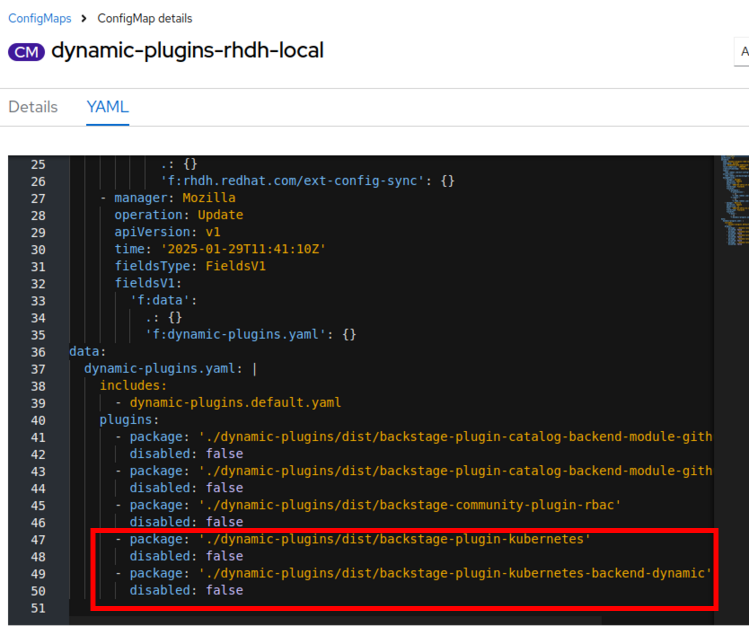 ConfigMaps > ConfigMap details
CM dynamic-plugins-rhdh-local
A
Details YAML
25 .: {}
26 'f:rhdh.redhat.com/ext-config-sync': {}
27 - manager: Mozilla
28 operation: Update
29 apiVersion: v1
30 time: '2025-01-29T11:41:10Z'
31 fieldsType: FieldsV1
32 fieldsV1:
33 'f:data':
34 .: {}
35 'f:dynamic-plugins.yaml': {}
36 data:
37 dynamic-plugins.yaml: |
38 includes:
39 - dynamic-plugins.default.yaml
40 plugins:
41 - package: './dynamic-plugins/dist/backstage-plugin-catalog-backend-module-gith
42 disabled: false
43 - package: './dynamic-plugins/dist/backstage-plugin-catalog-backend-module-gith
44 disabled: false
45 - package: './dynamic-plugins/dist/backstage-community-plugin-rbac'
46 disabled: false
47 - package: './dynamic-plugins/dist/backstage-plugin-kubernetes'
48 disabled: false
49 - package: './dynamic-plugins/dist/backstage-plugin-kubernetes-backend-dynamic'
50 disabled: false
51